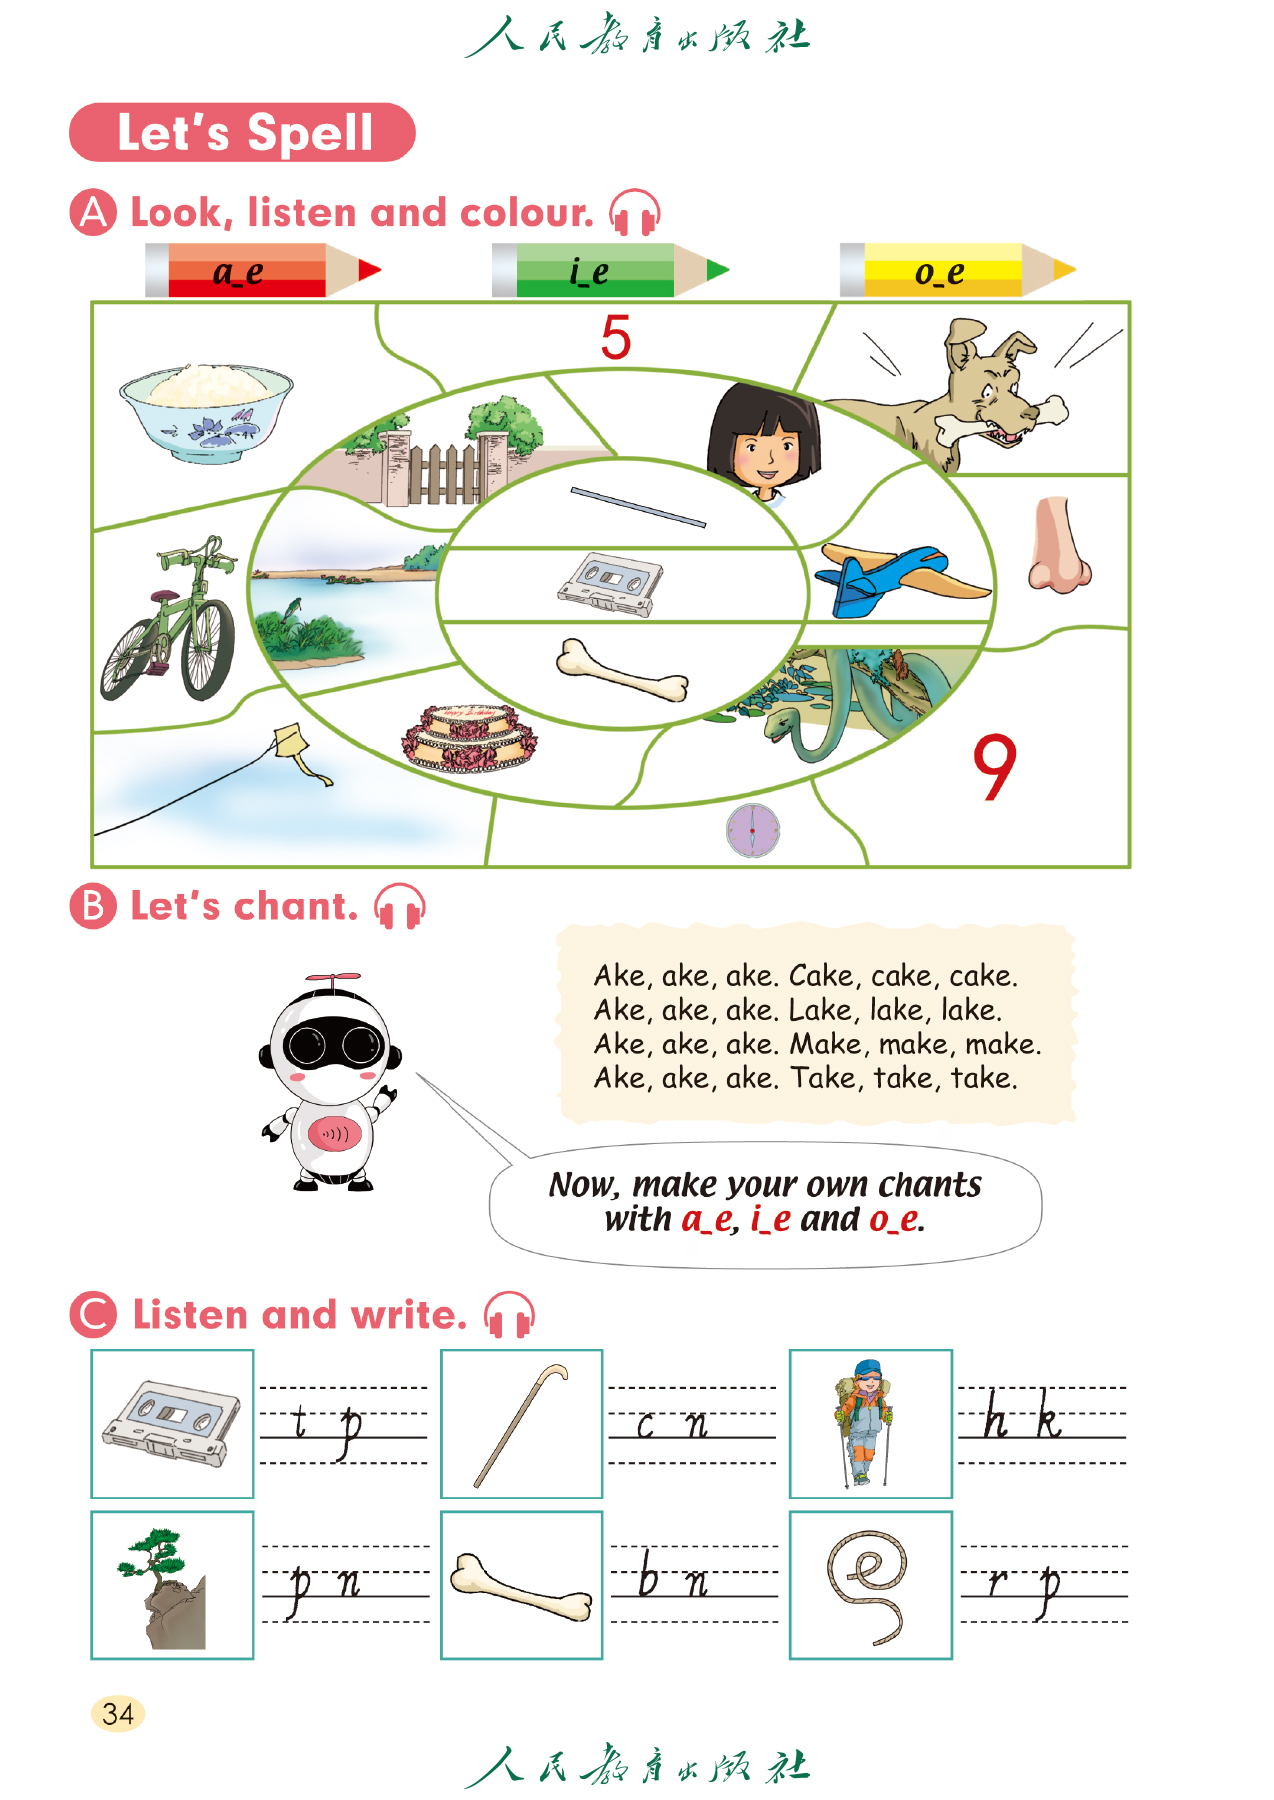 人民教育出版社
Let's Spell
A Look, listen and colour.
a_e i_e o_e
5
9
Happy Birthday
B Let's chant.
Ake, ake, ake. Cake, cake, cake.
Ake, ake, ake. Lake, lake, lake.
Ake, ake, ake. Make, make, make.
Ake, ake, ake. Take, take, take.
Now, make your own chants
with a_e, i_e and o_e.
C Listen and write.
t p c n h k
p n b n r p
34
人民教育出版社